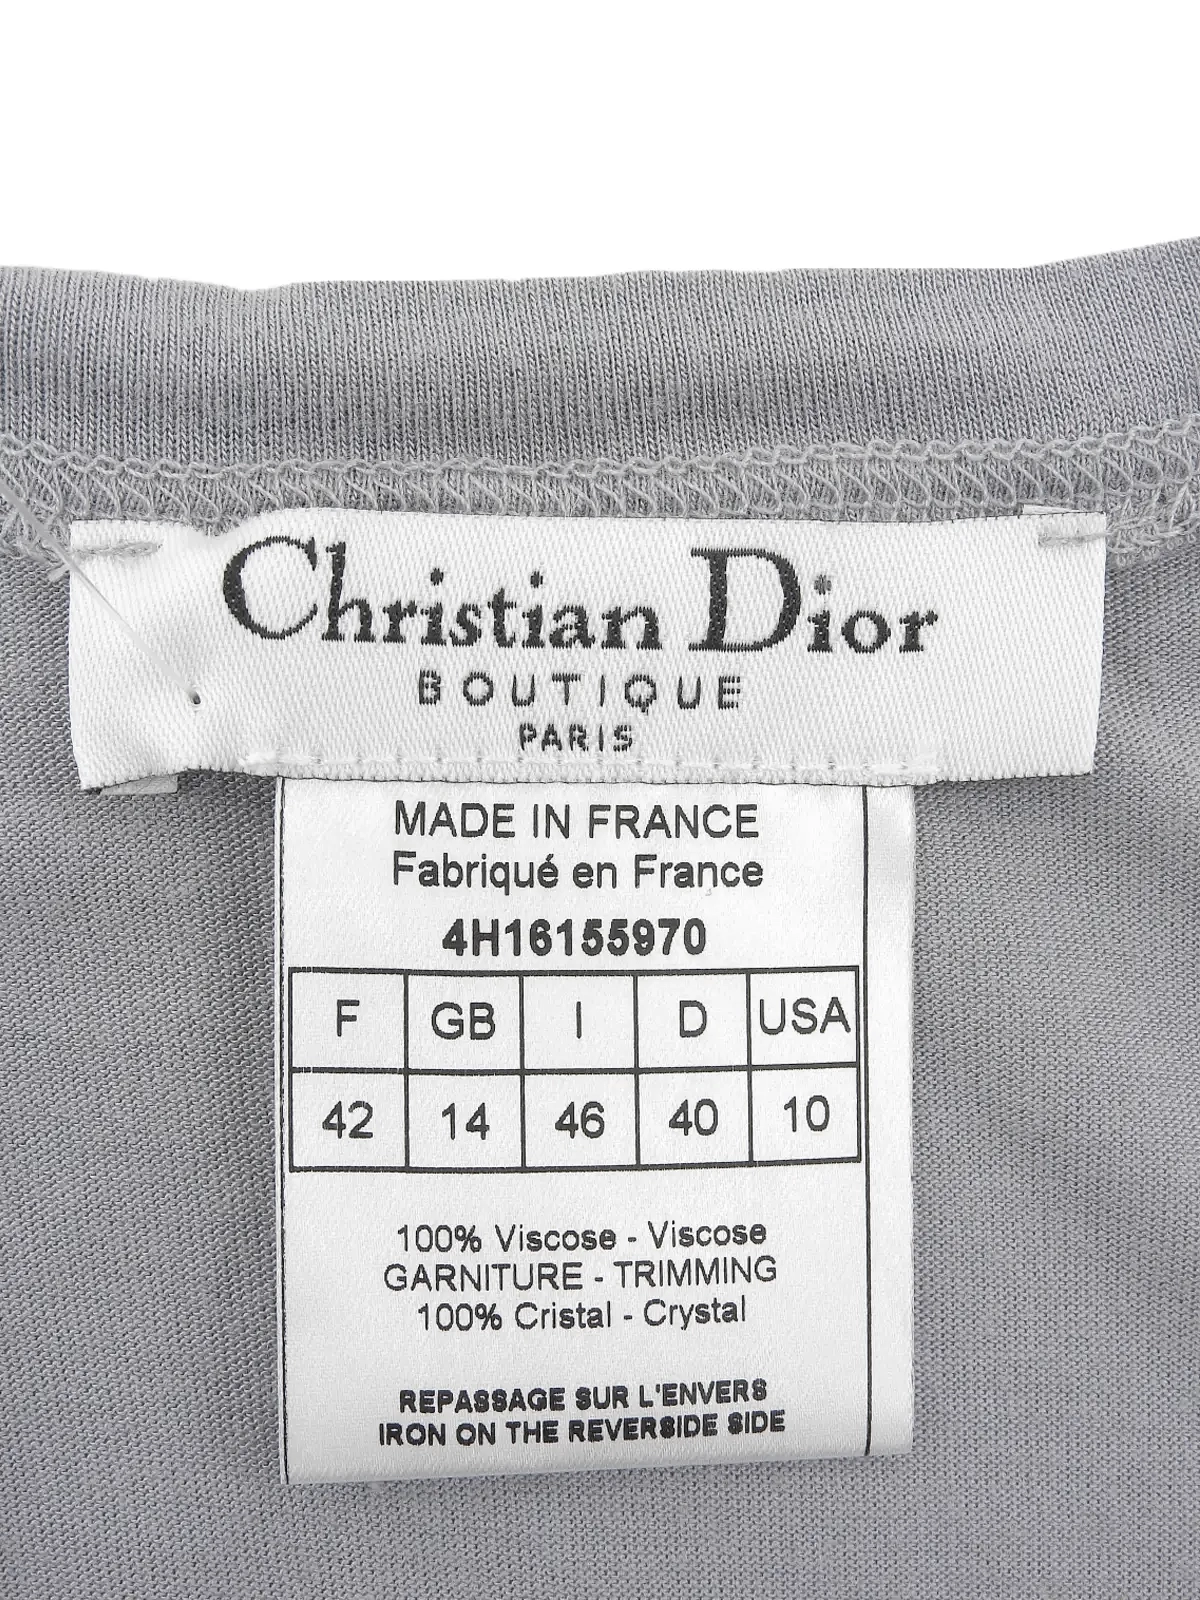 Christian Dior
BOUTIQUE
PARIS
MADE IN FRANCE
Fabriqué en France
4H16155970
F GB I D USA
42 14 46 40 10
100% Viscose - Viscose
GARNITURE - TRIMMING
100% Cristal - Crystal
REPASSAGE SUR L'ENVERS
IRON ON THE REVERSIDE SIDE